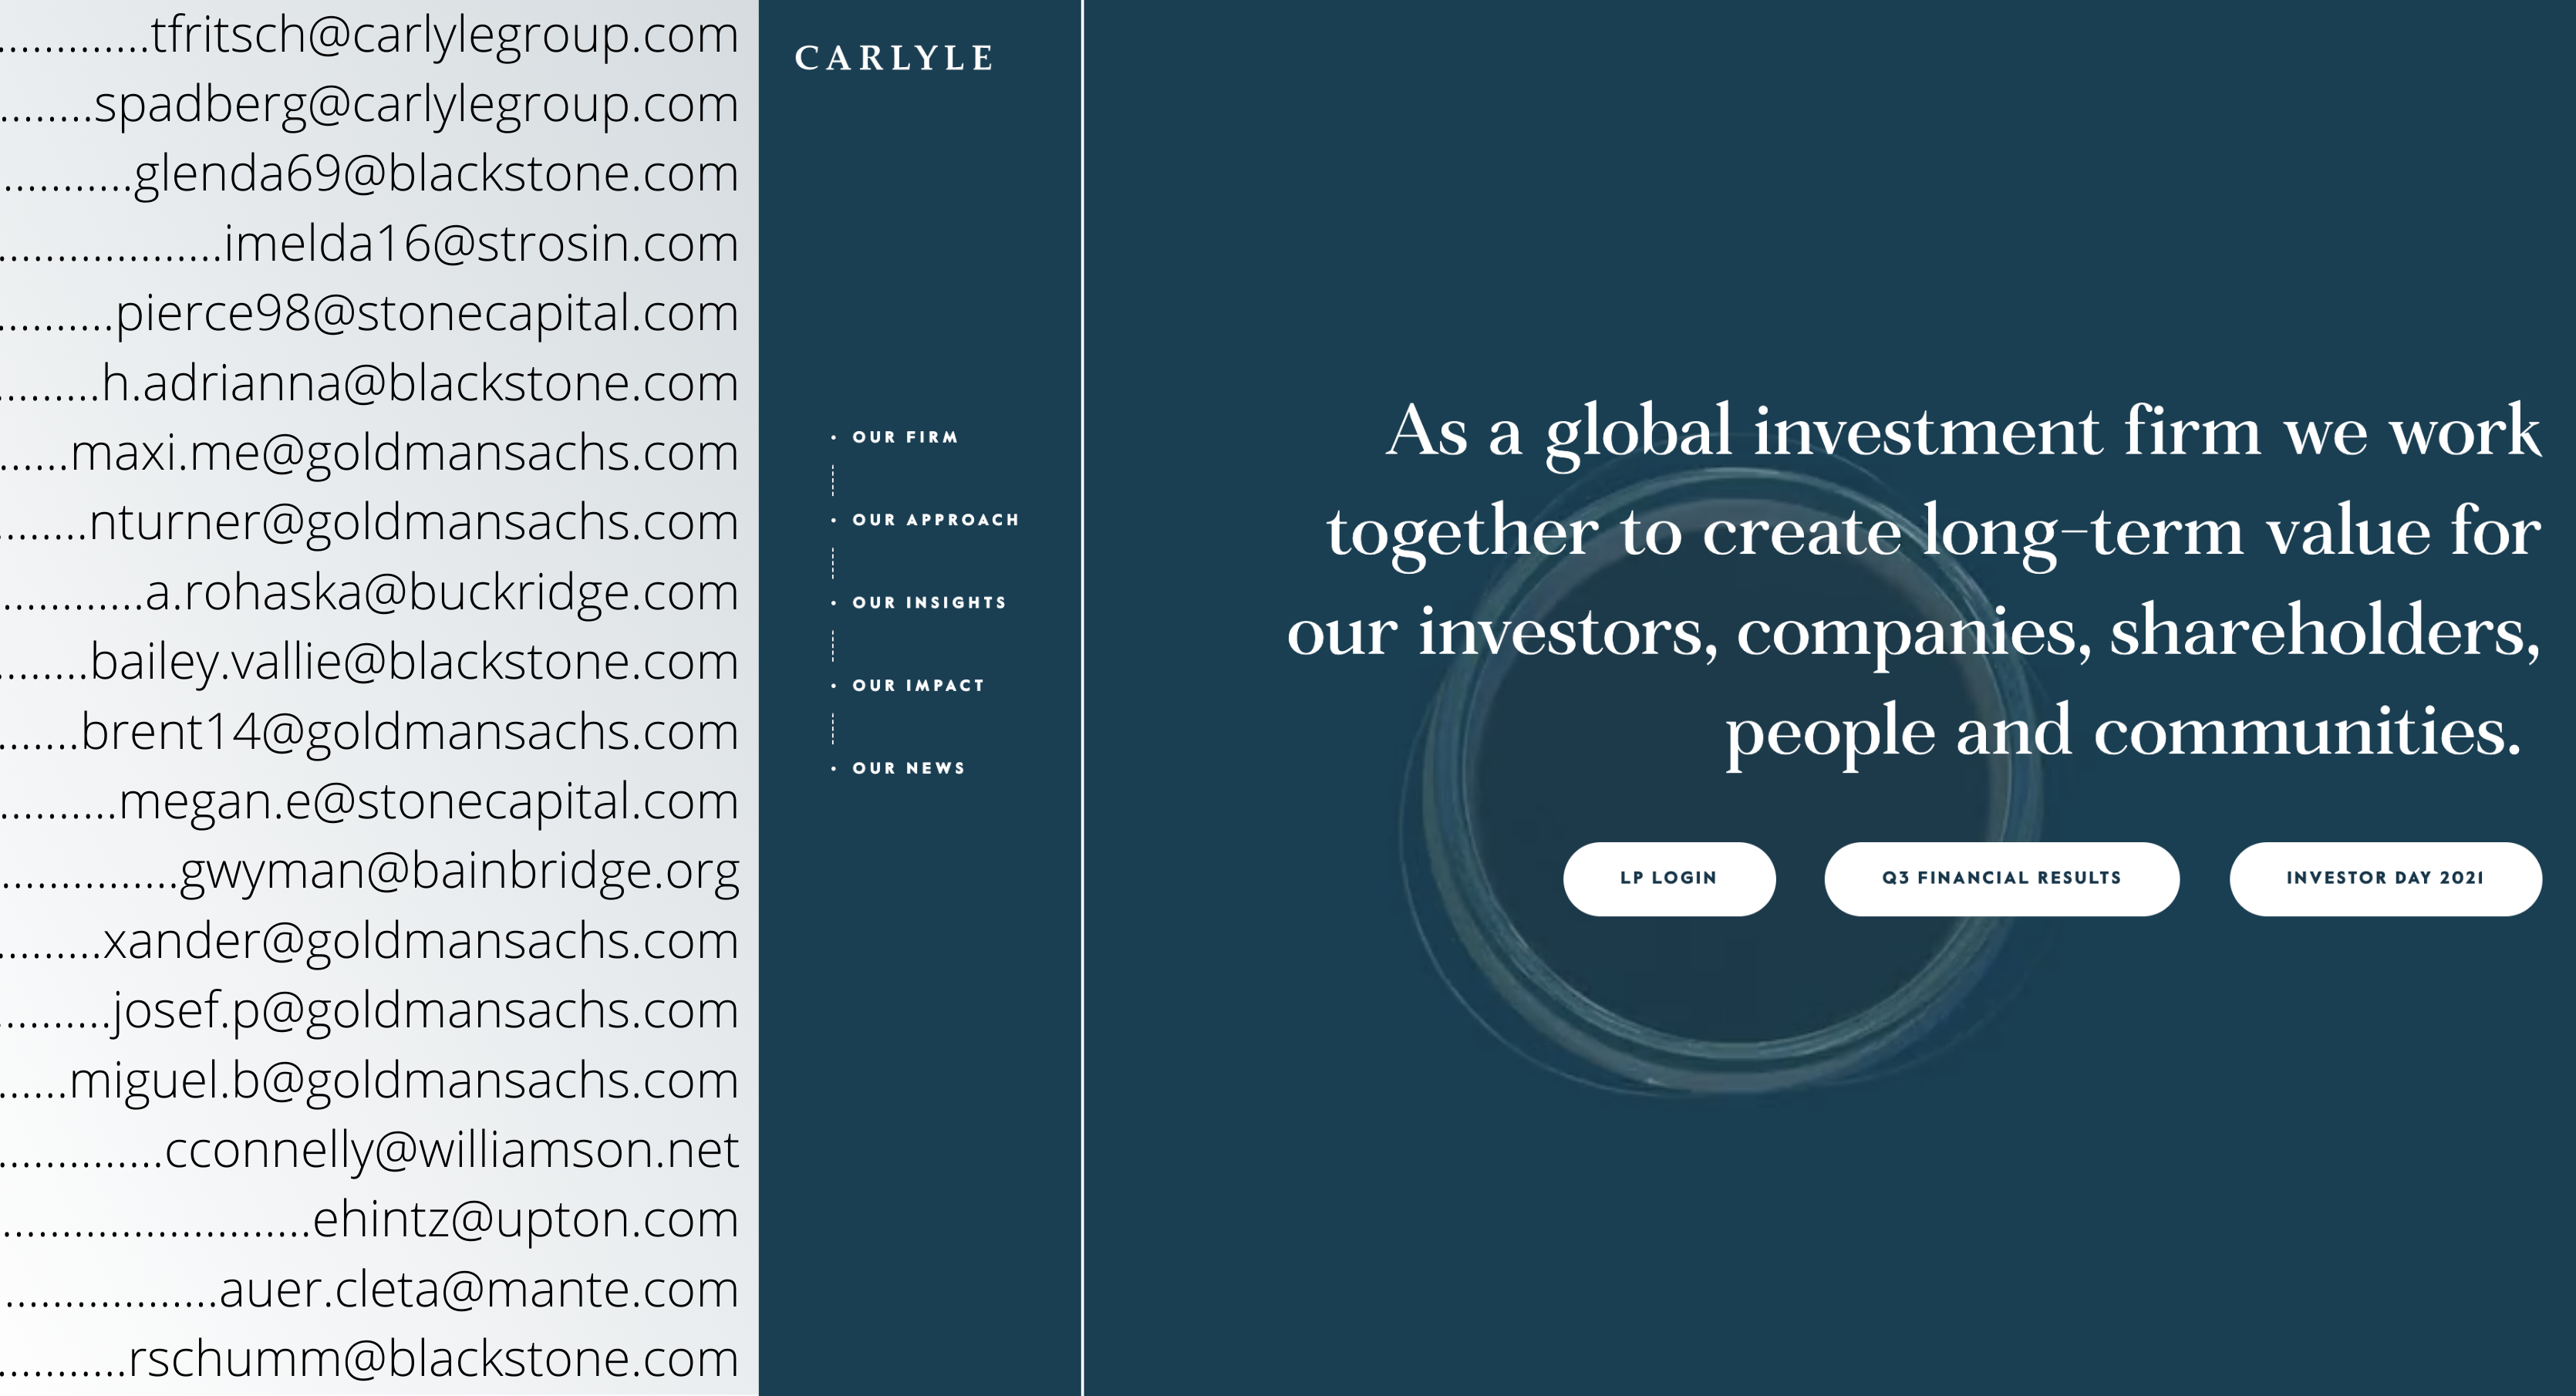 .............tfritsch@carlylegroup.com
........spadberg@carlylegroup.com
...........glenda69@blackstone.com
...................imelda16@strosin.com
..........pierce98@stonecapital.com
.........h.adrianna@blackstone.com
......maxi.me@goldmansachs.com
........nturner@goldmansachs.com
............a.rohaska@buckridge.com
........bailey.vallie@blackstone.com
.......brent14@goldmansachs.com
..........megan.e@stonecapital.com
...............gwyman@bainbridge.org
.........xander@goldmansachs.com
..........josef.p@goldmansachs.com
......miguel.b@goldmansachs.com
..............cconnelly@williamson.net
..........................ehintz@upton.com
..................auer.cleta@mante.com
...........rschumm@blackstone.com
CARLYLE
• OUR FIRM
• OUR APPROACH
• OUR INSIGHTS
• OUR IMPACT
• OUR NEWS
As a global investment firm we work
together to create long-term value for
our investors, companies, shareholders,
people and communities.
LP LOGIN
Q3 FINANCIAL RESULTS
INVESTOR DAY 2021